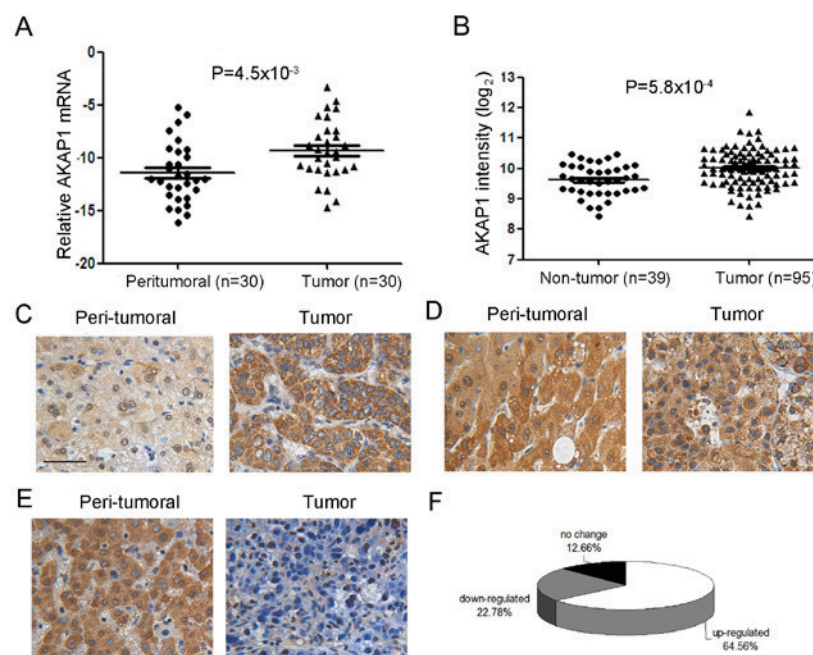 A
Relative AKAP1 mRNA
0
-5
-10
-15
-20
P=4.5x10⁻³
Peritumoral (n=30)
Tumor (n=30)
B
AKAP1 intensity (log₂)
13
12
11
10
9
8
7
P=5.8x10⁻⁴
Non-tumor (n=39)
Tumor (n=95)
C
Peri-tumoral
Tumor
D
Peri-tumoral
Tumor
E
Peri-tumoral
Tumor
F
no change
12.66%
down-regulated
22.78%
up-regulated
64.56%